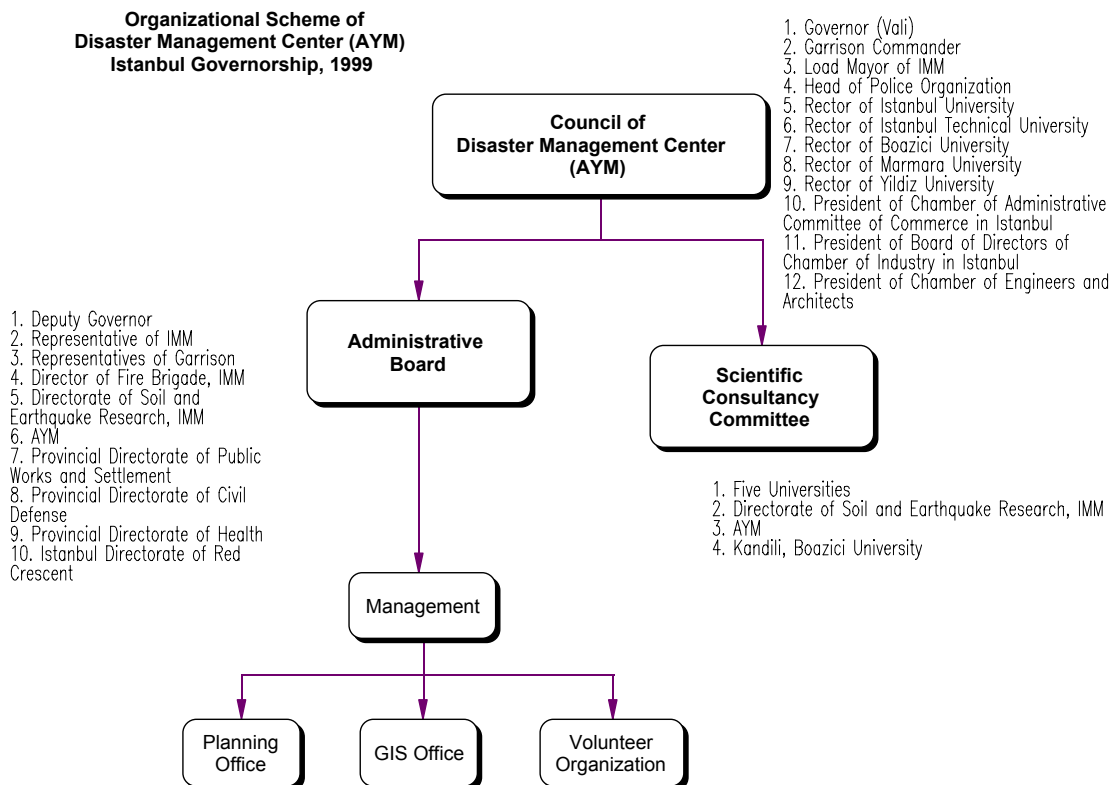 Organizational Scheme of
Disaster Management Center (AYM)
Istanbul Governorship, 1999
1. Governor (Vali)
2. Garrison Commander
3. Load Mayor of IMM
4. Head of Police Organization
5. Rector of Istanbul University
6. Rector of Istanbul Technical University
7. Rector of Boazici University
8. Rector of Marmara University
9. Rector of Yildiz University
10. President of Chamber of Administrative
Committee of Commerce in Istanbul
11. President of Board of Directors of
Chamber of Industry in Istanbul
12. President of Chamber of Engineers and
Architects
Council of
Disaster Management Center
(AYM)
1. Deputy Governor
2. Representative of IMM
3. Representatives of Garrison
4. Director of Fire Brigade, IMM
5. Directorate of Soil and
Earthquake Research, IMM
6. AYM
7. Provincial Directorate of Public
Works and Settlement
8. Provincial Directorate of Civil
Defense
9. Provincial Directorate of Health
10. Istanbul Directorate of Red
Crescent
Administrative
Board
Scientific
Consultancy
Committee
1. Five Universities
2. Directorate of Soil and Earthquake Research, IMM
3. AYM
4. Kandili, Boazici University
Management
Planning
Office
GIS Office
Volunteer
Organization